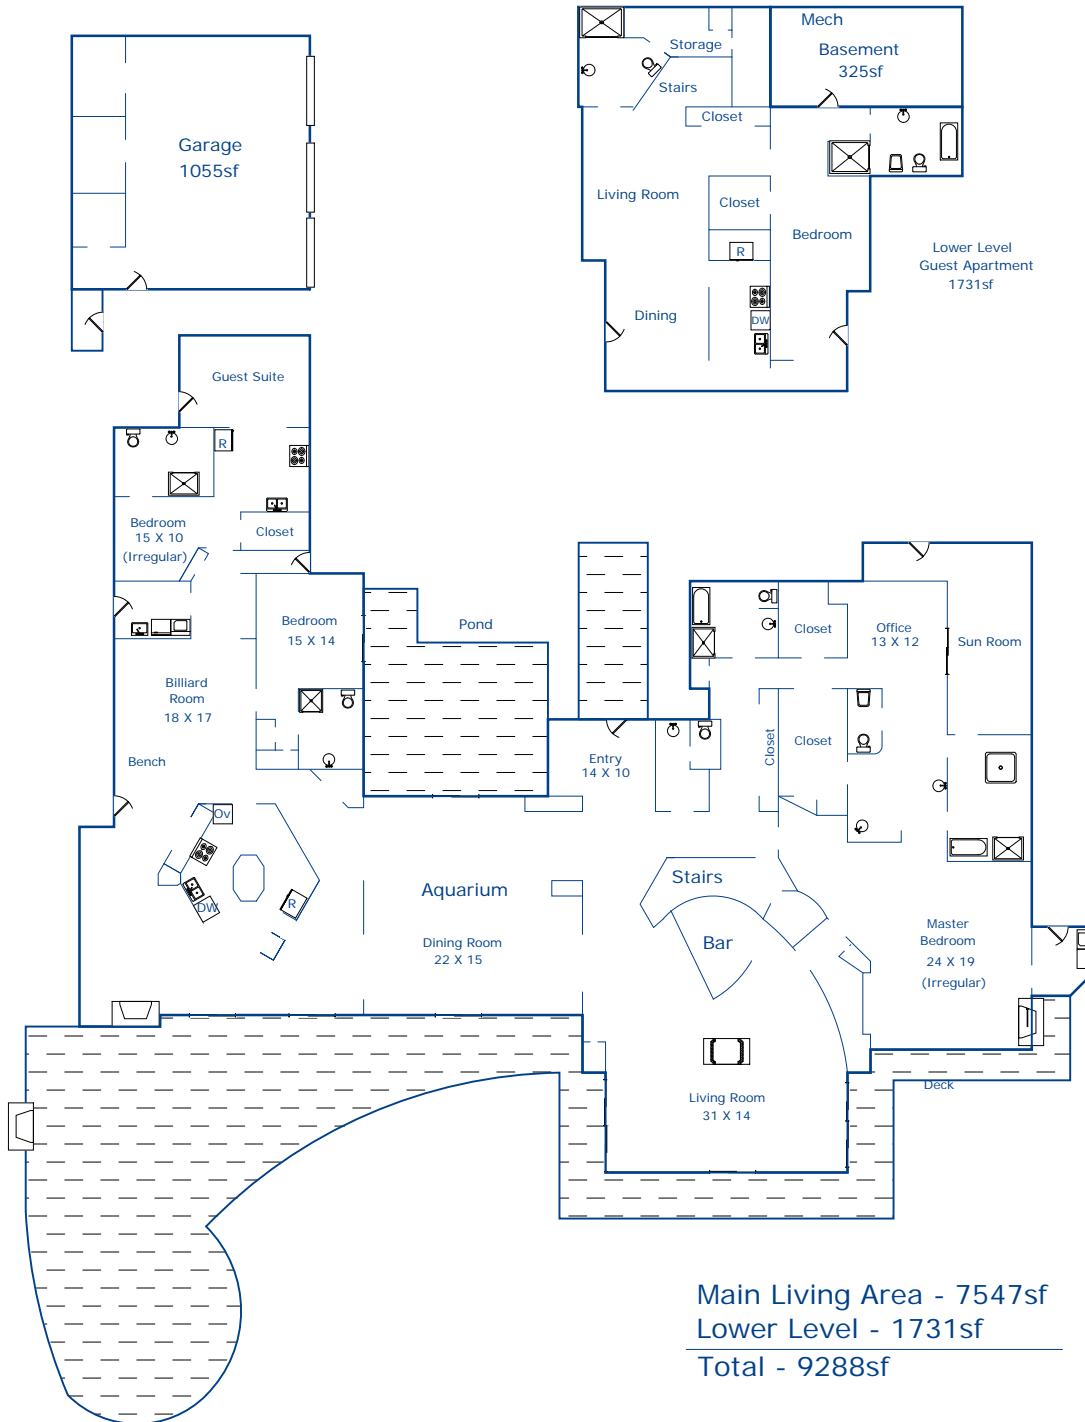 Mech
Basement
325sf
Storage
Stairs
Closet
Garage
1055sf
Living Room
Closet
Bedroom
R
Lower Level
Guest Apartment
1731sf
Dining
DW
Guest Suite
R
Bedroom
15 X 10
(Irregular)
Closet
Bedroom
15 X 14
Pond
Closet
Office
13 X 12
Sun Room
Billiard
Room
18 X 17
Bench
Entry
14 X 10
Closet
Closet
Ov
Aquarium
Stairs
DW
R
Dining Room
22 X 15
Bar
Master
Bedroom
24 X 19
(Irregular)
Living Room
31 X 14
Deck
Main Living Area - 7547sf
Lower Level - 1731sf
Total - 9288sf